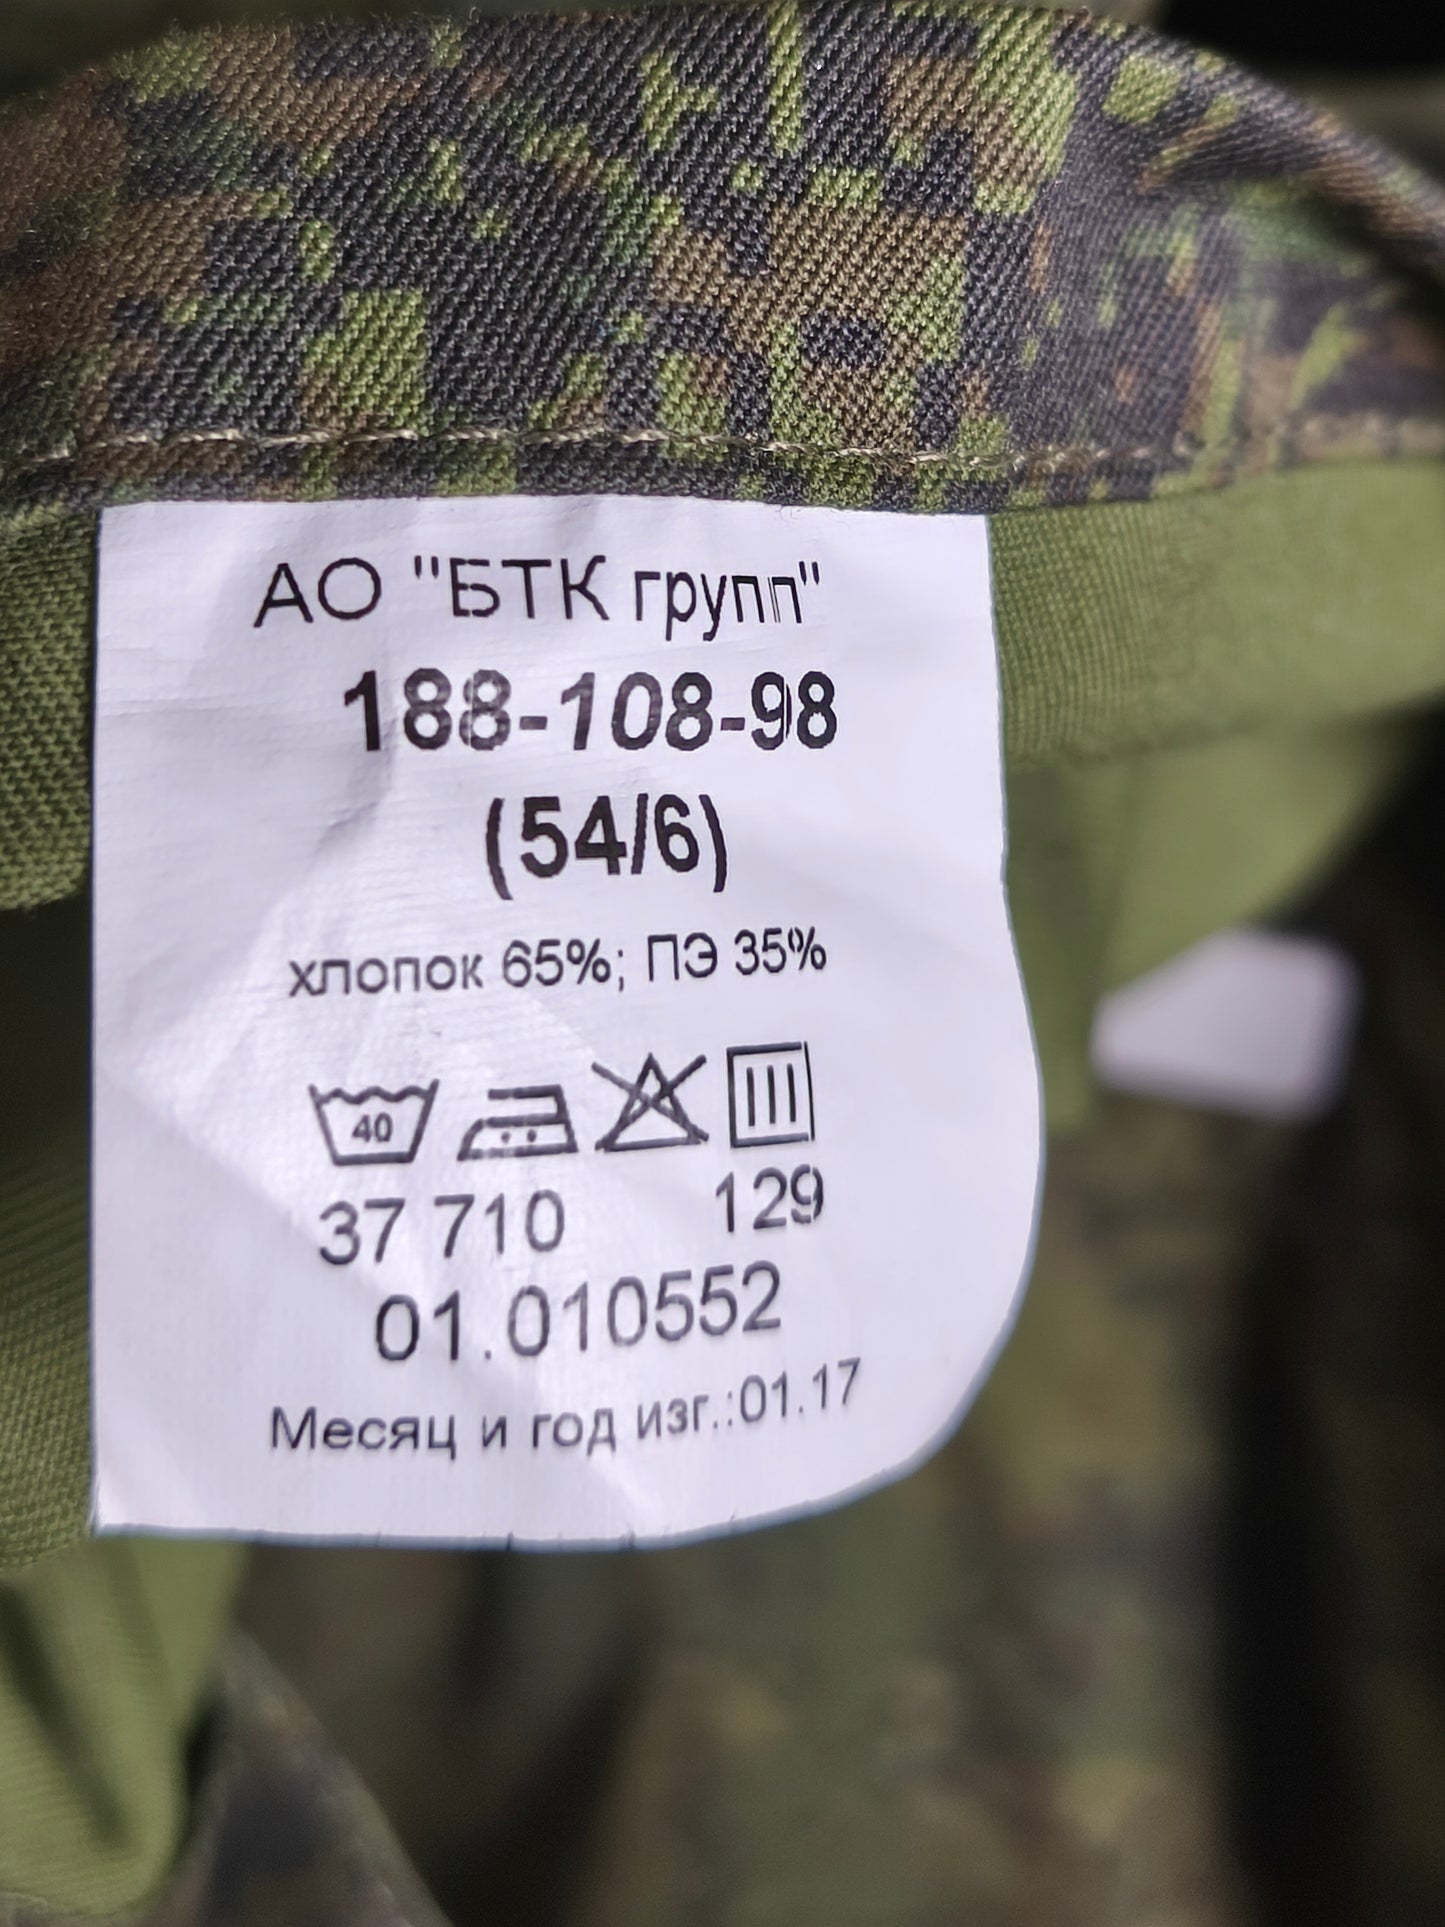 АО "БТК групп"
188-108-98
(54/6)
хлопок 65%; ПЭ 35%
40
37 710 129
01.010552
Месяц и год изг.:01.17